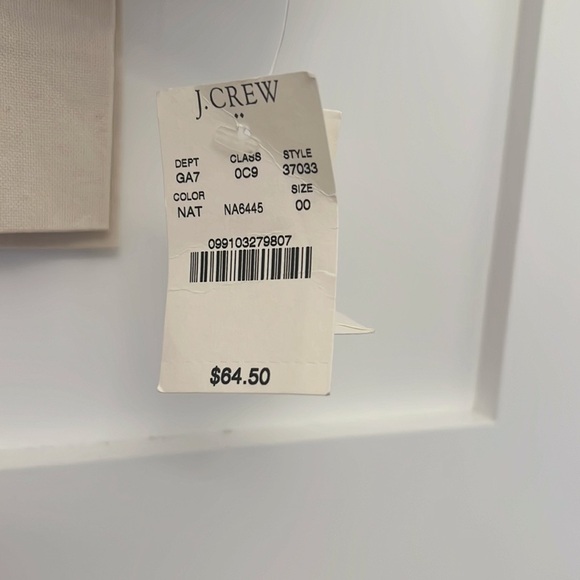 J.CREW
DEPT CLASS STYLE
GA7 0C9 37033
COLOR SIZE
NAT NA6445 00
099103279807
$64.50